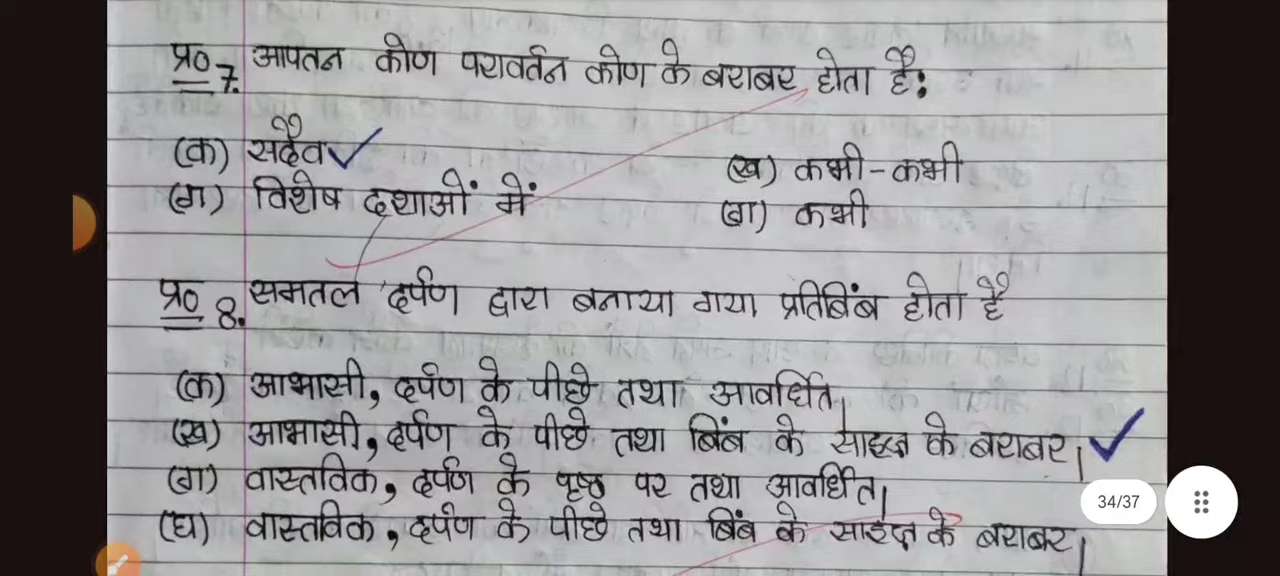 प्र० 7. आपतन कोण परावर्तन कोण के बराबर होता है:
(क) सदैव✓ (ख) कभी-कभी
(ग) विशेष दशाओं में (ग) कभी
प्र० 8. समतल दर्पण द्वारा बनाया गया प्रतिबिंब होता है
(क) आभासी, दर्पण के पीछे तथा आवर्धित।
(ख) आभासी, दर्पण के पीछे तथा बिंब के साइज़ के बराबर। ✓
(ग) वास्तविक, दर्पण के पृष्ठ पर तथा आवर्धित।
(घ) वास्तविक, दर्पण के पीछे तथा बिंब के साइज़ के बराबर।
34/37